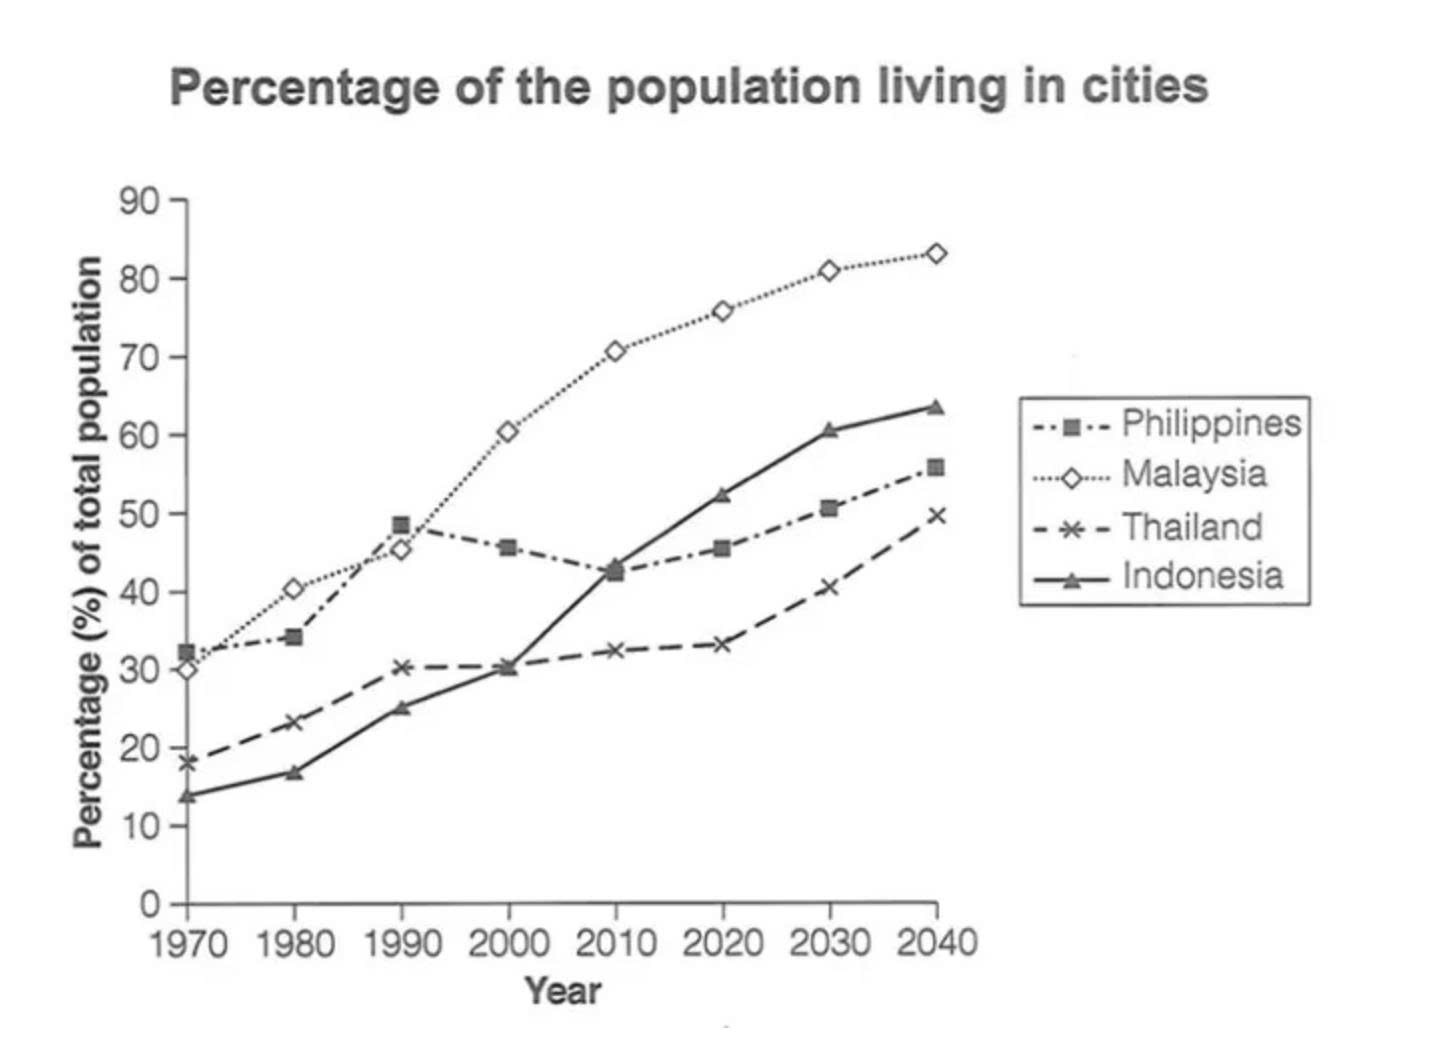 Percentage of the population living in cities
Percentage (%) of total population
90
80
70
60
50
40
30
20
10
0
1970 1980 1990 2000 2010 2020 2030 2040
Year
Philippines
Malaysia
Thailand
Indonesia